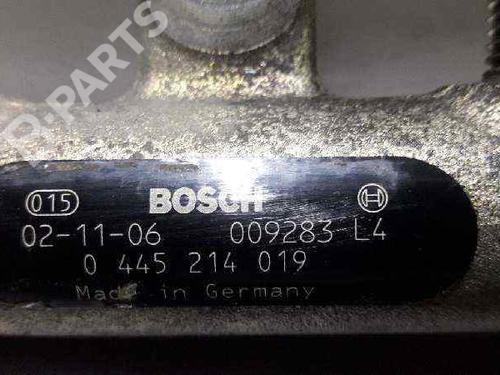 R-PARTS
015 BOSCH
02-11-06 009283 L4
0 445 214 019
Made in Germany